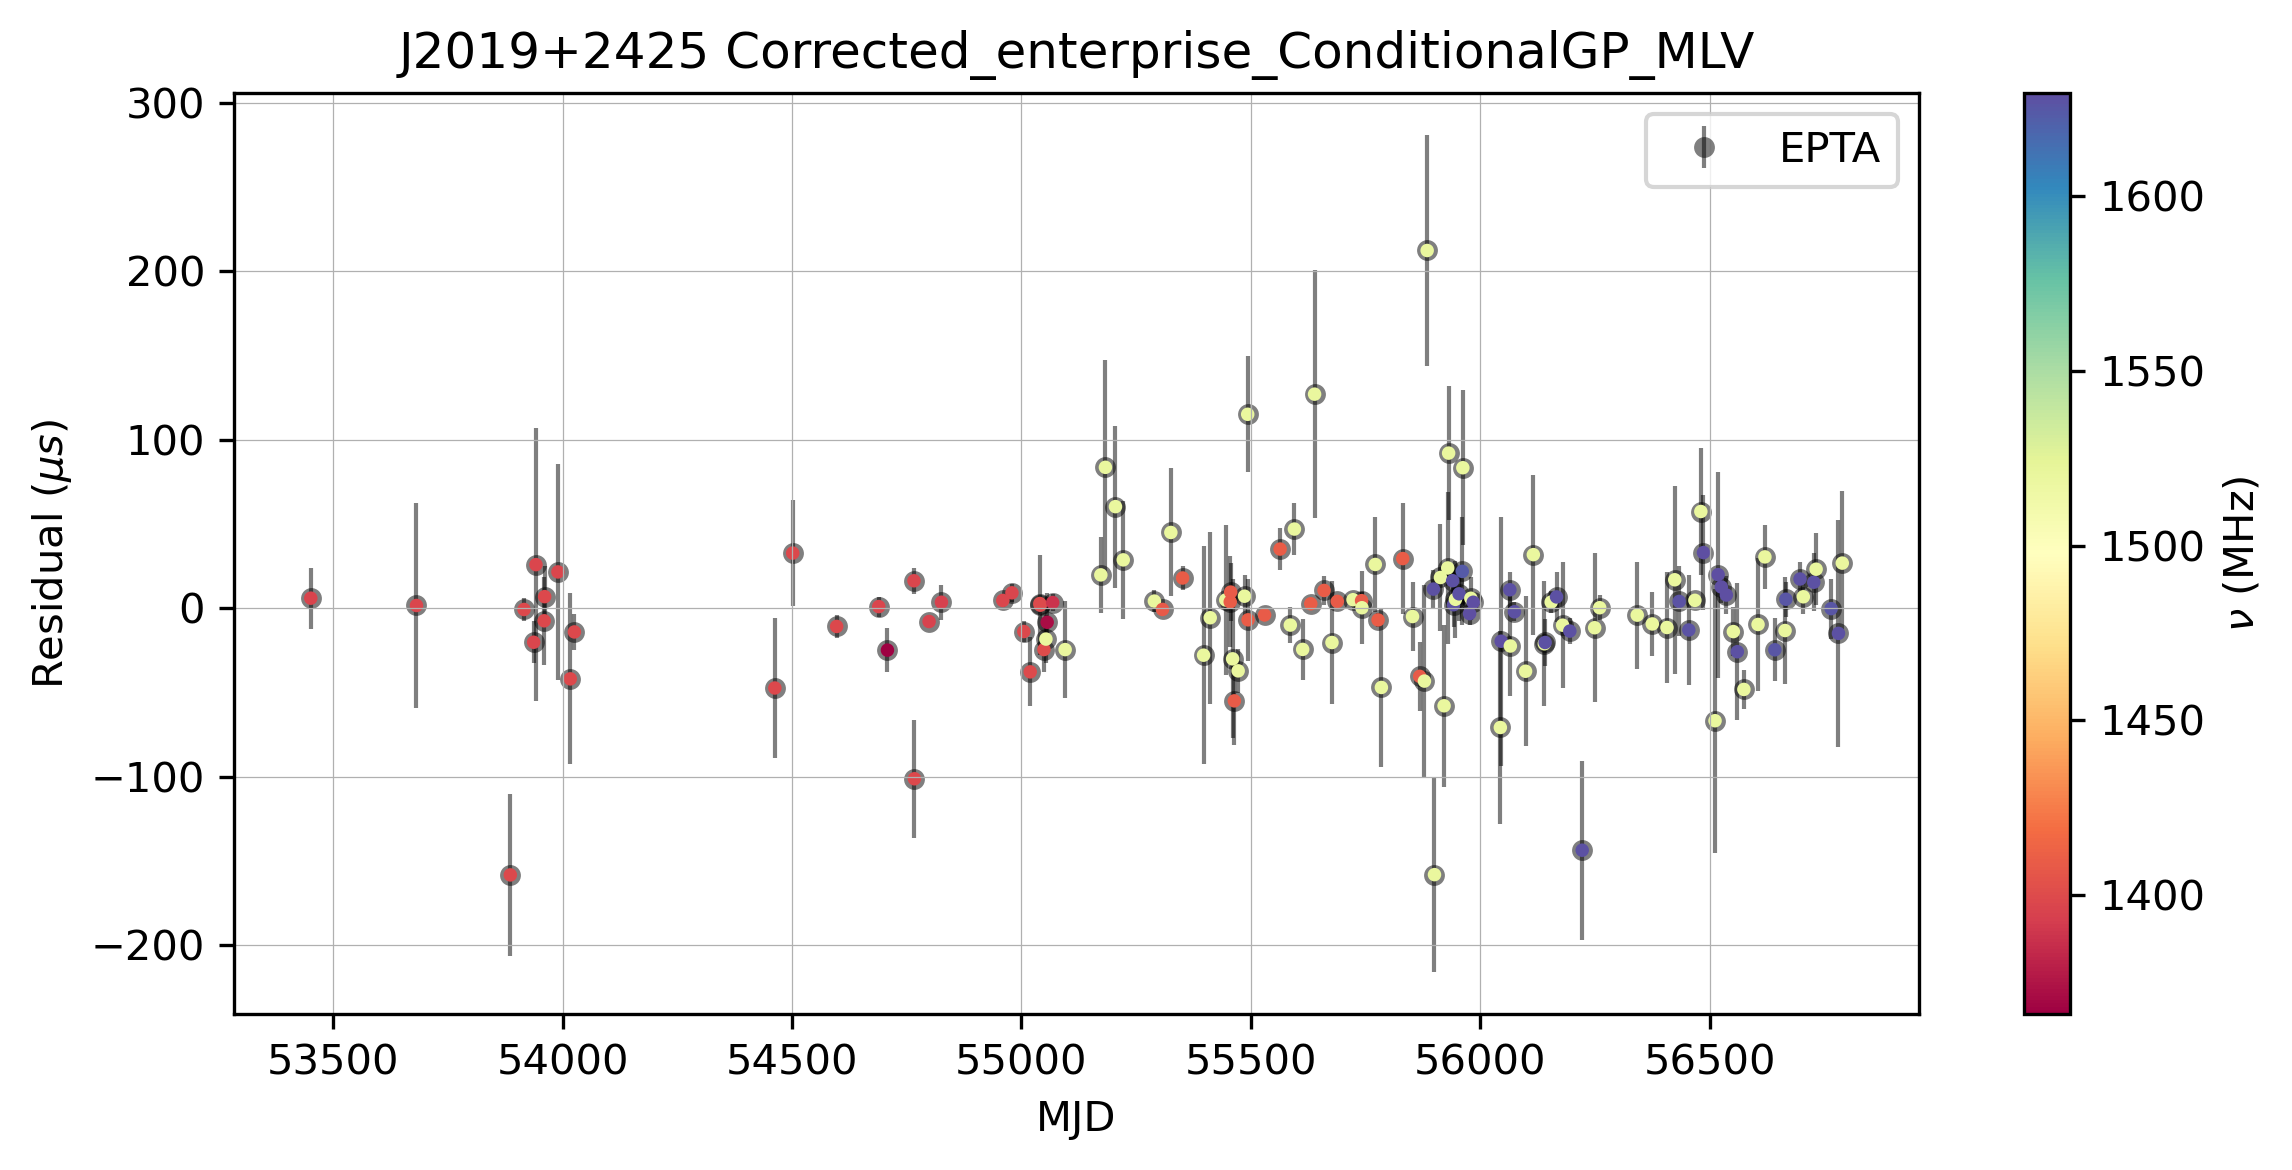 J2019+2425 Corrected_enterprise_ConditionalGP_MLV
EPTA
300
200
100
0
−100
−200
Residual (μs)
53500 54000 54500 55000 55500 56000 56500
MJD
1600
1550
1500
1450
1400
ν (MHz)